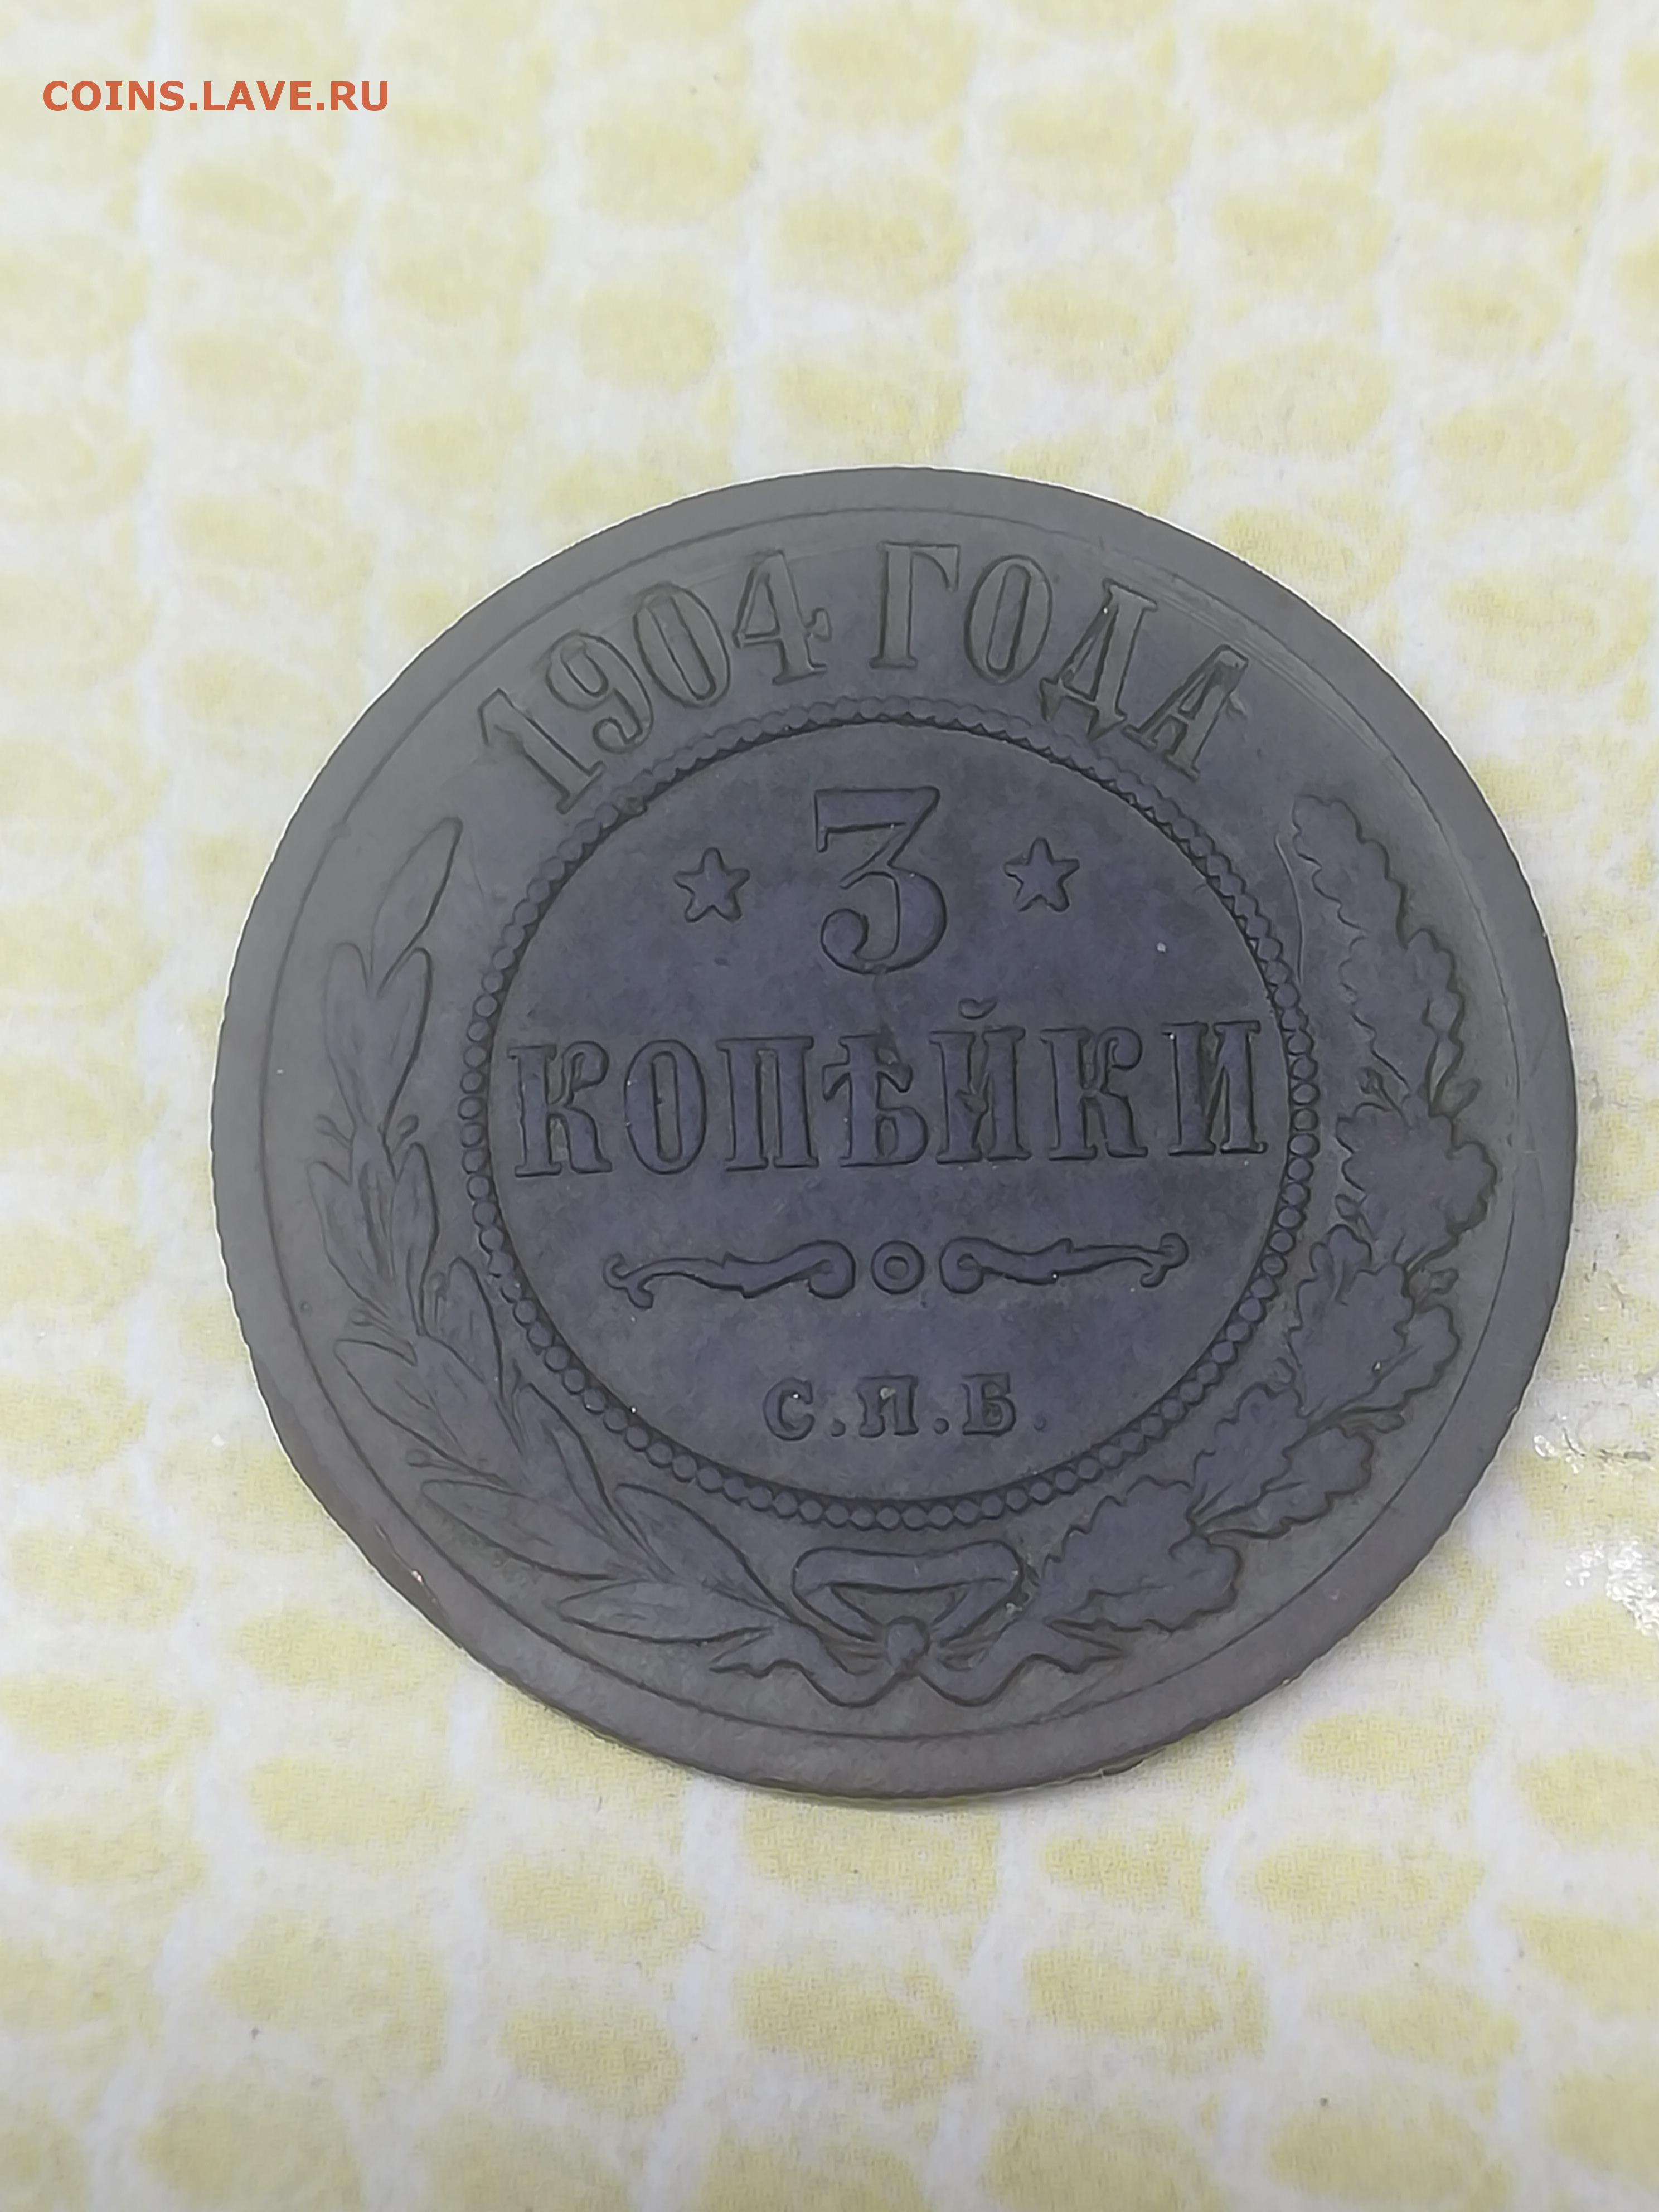 COINS.LAVE.RU
1904 ГОДА
3
КОПѢЙКИ
С.П.Б.